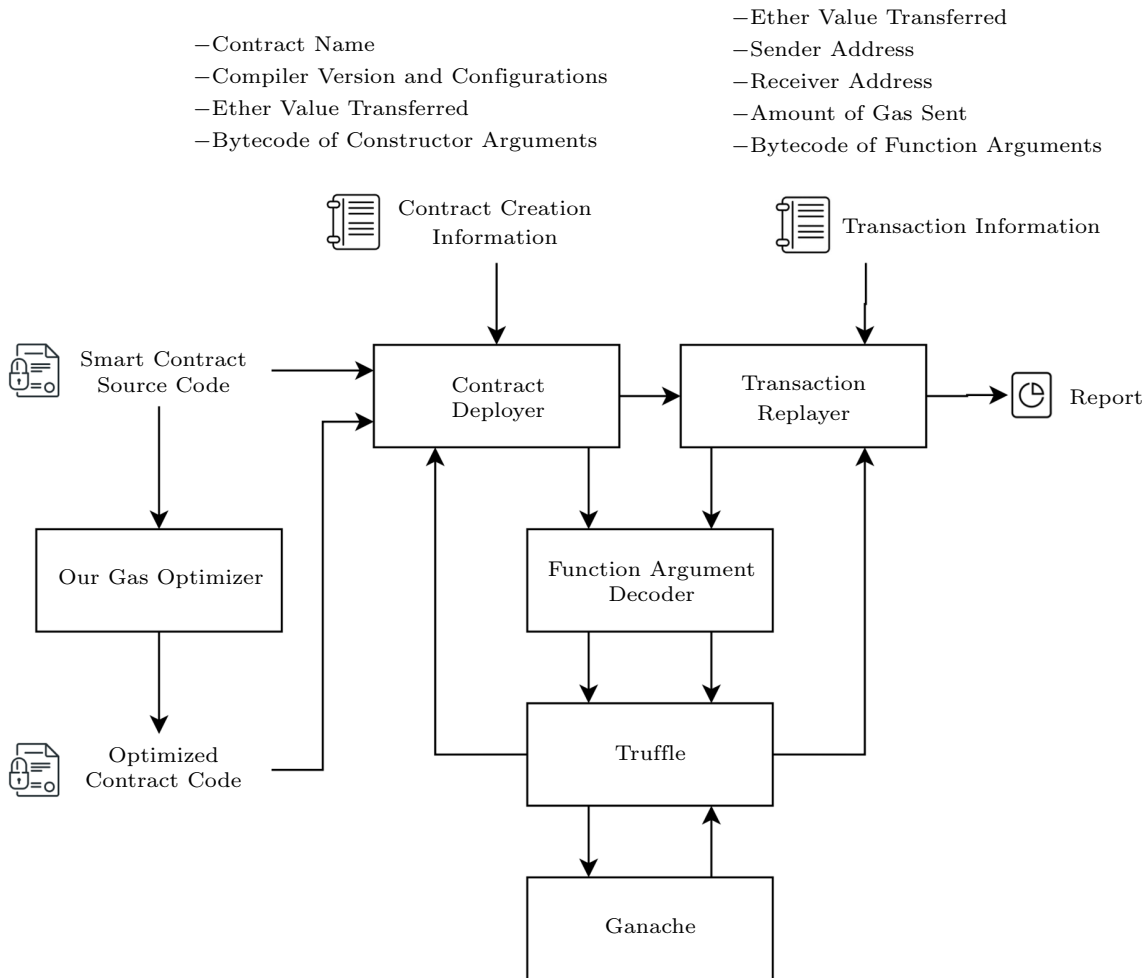 −Contract Name
−Compiler Version and Configurations
−Ether Value Transferred
−Bytecode of Constructor Arguments
−Ether Value Transferred
−Sender Address
−Receiver Address
−Amount of Gas Sent
−Bytecode of Function Arguments
Contract Creation
Information
Transaction Information
Smart Contract
Source Code
Contract
Deployer
Transaction
Replayer
Report
Our Gas Optimizer
Function Argument
Decoder
Optimized
Contract Code
Truffle
Ganache